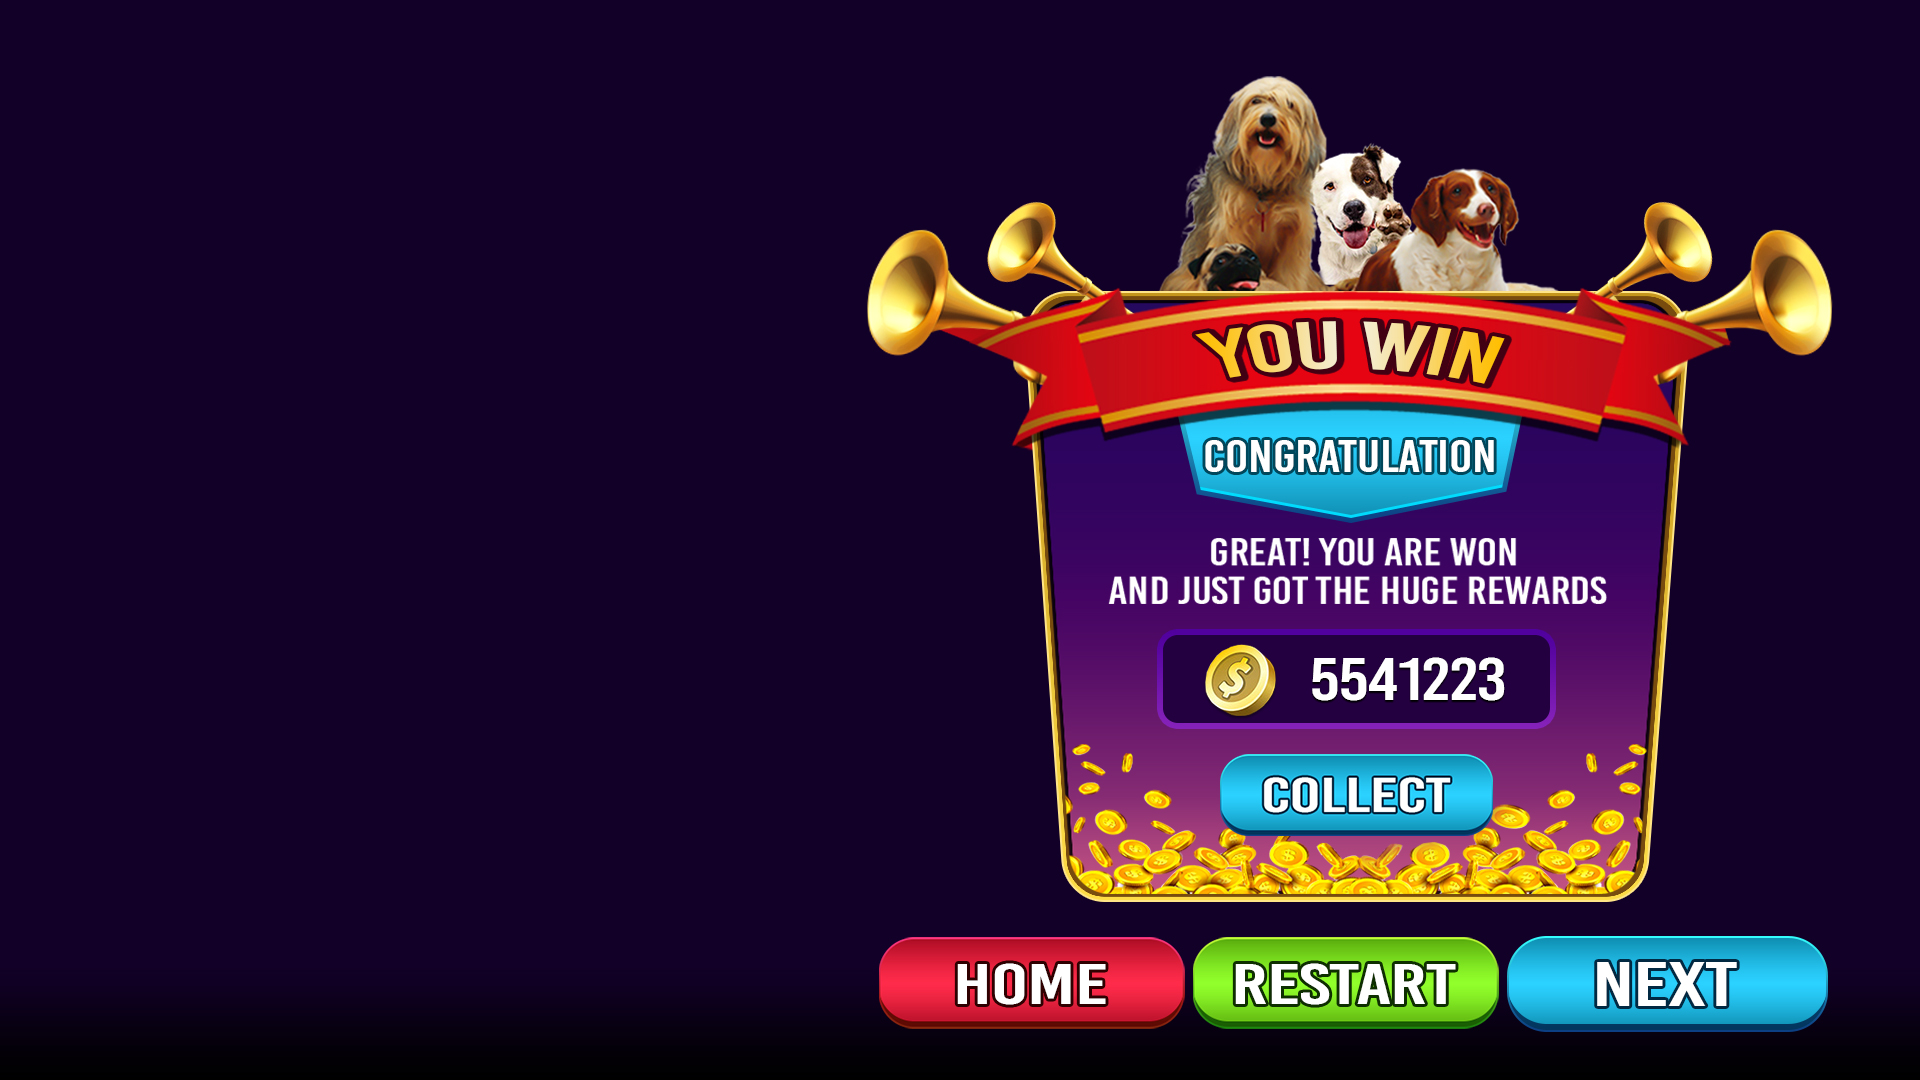 YOU WIN
CONGRATULATION
GREAT! YOU ARE WON
AND JUST GOT THE HUGE REWARDS
$ 5541223
COLLECT
HOME RESTART NEXT